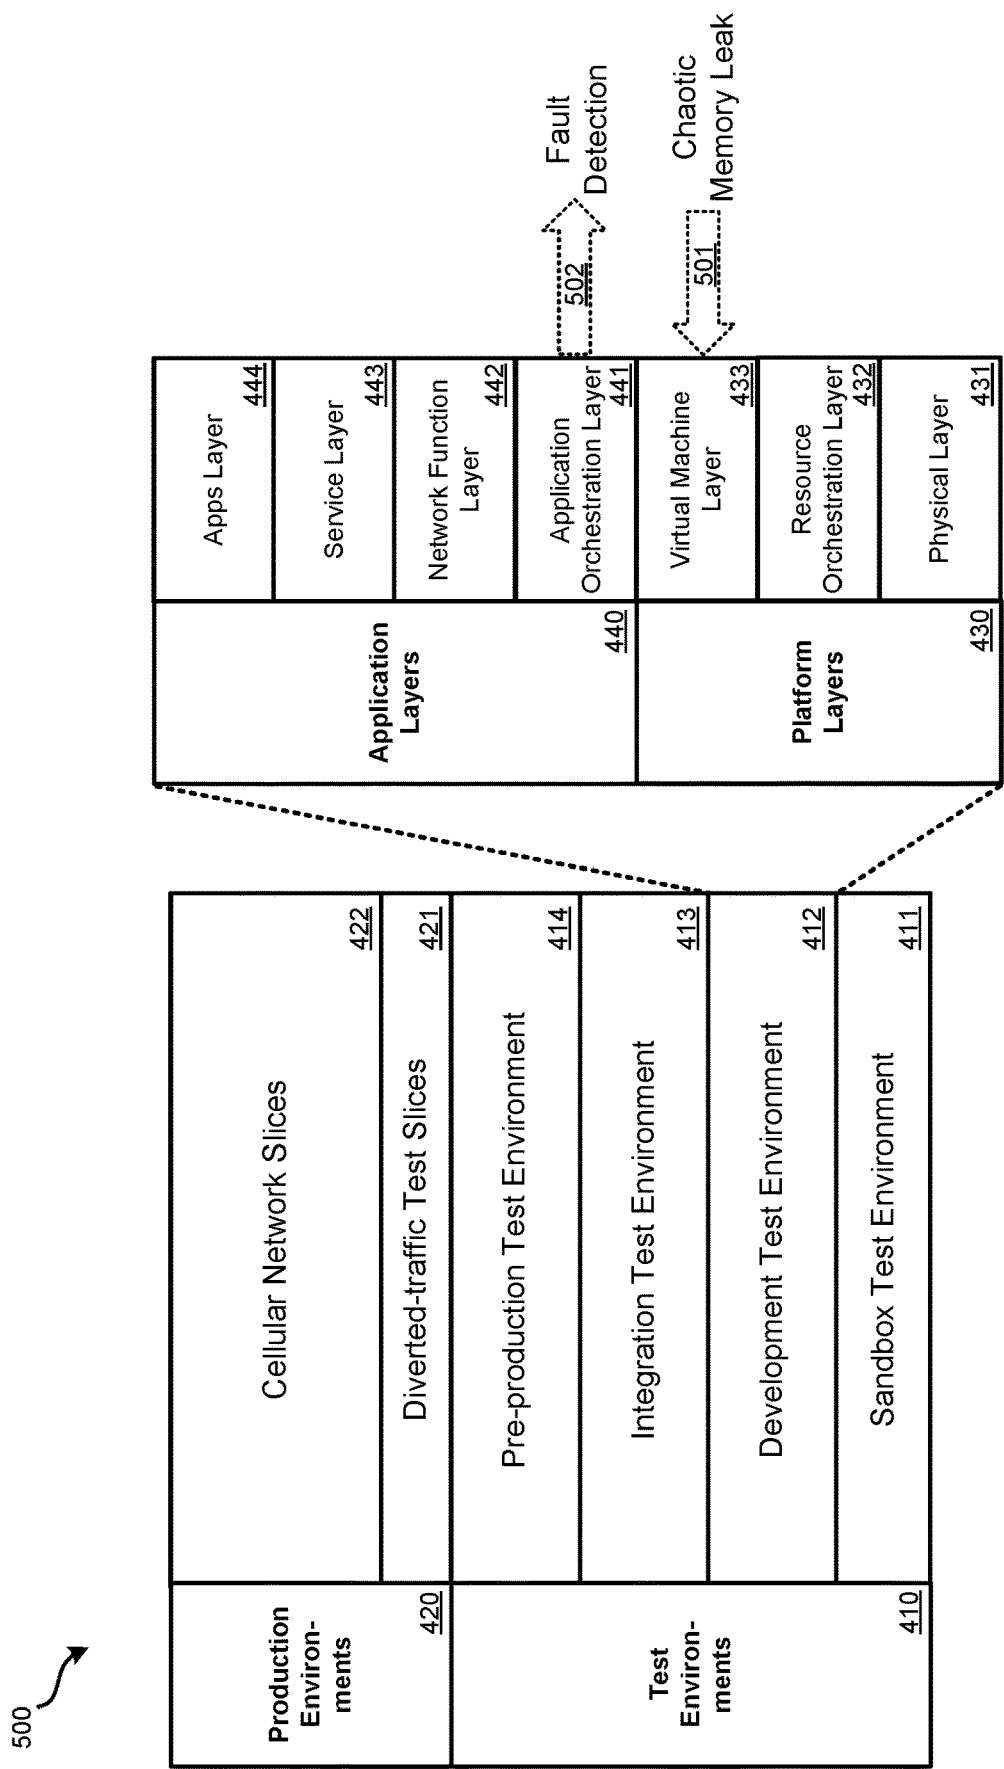 500
Production
Environ-
ments
420
Cellular Network Slices
422
Diverted-traffic Test Slices
421
Test
Environ-
ments
410
Pre-production Test Environment
414
Integration Test Environment
413
Development Test Environment
412
Sandbox Test Environment
411
Application
Layers
440
Apps Layer
444
Service Layer
443
Network Function
Layer
442
Application
Orchestration Layer
441
Platform
Layers
430
Virtual Machine
Layer
433
Resource
Orchestration Layer
432
Physical Layer
431
502
Fault
Detection
501
Chaotic
Memory Leak